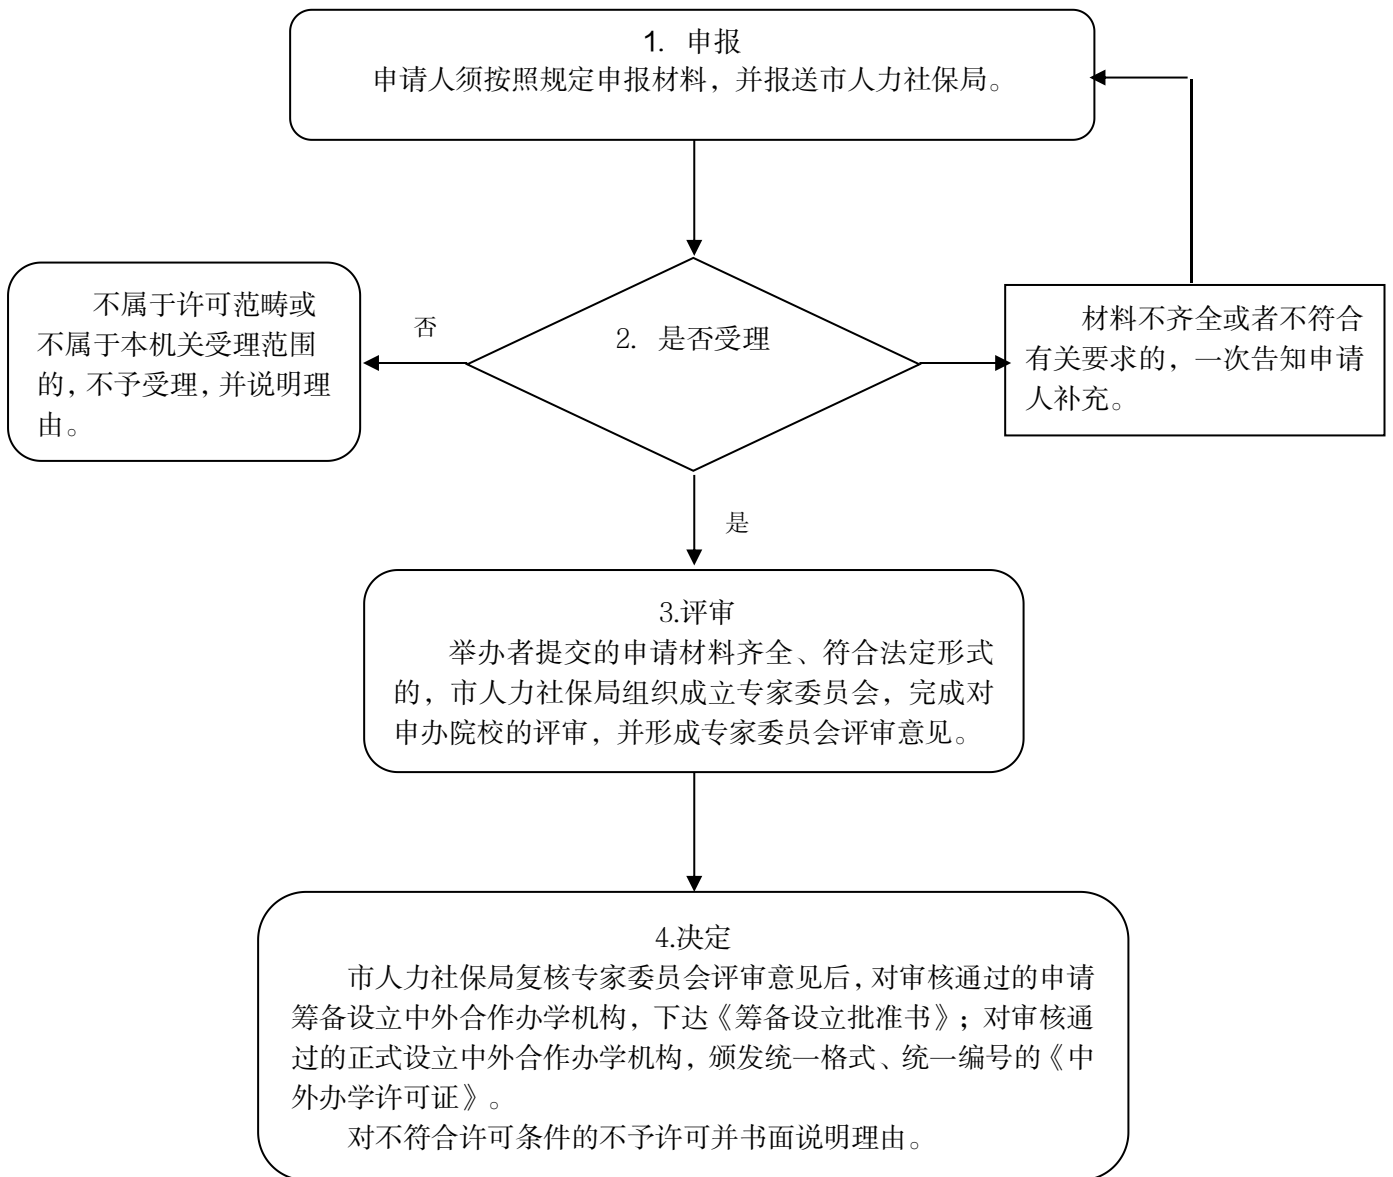 1. 申报
申请人须按照规定申报材料，并报送市人力社保局。
不属于许可范畴或
不属于本机关受理范围
的，不予受理，并说明理
由。
否
2. 是否受理
材料不齐全或者不符合
有关要求的，一次告知申请
人补充。
是
3.评审
举办者提交的申请材料齐全、符合法定形式
的，市人力社保局组织成立专家委员会，完成对
申办院校的评审，并形成专家委员会评审意见。
4.决定
市人力社保局复核专家委员会评审意见后，对审核通过的申请
筹备设立中外合作办学机构，下达《筹备设立批准书》；对审核通
过的正式设立中外合作办学机构，颁发统一格式、统一编号的《中
外办学许可证》。
对不符合许可条件的不予许可并书面说明理由。